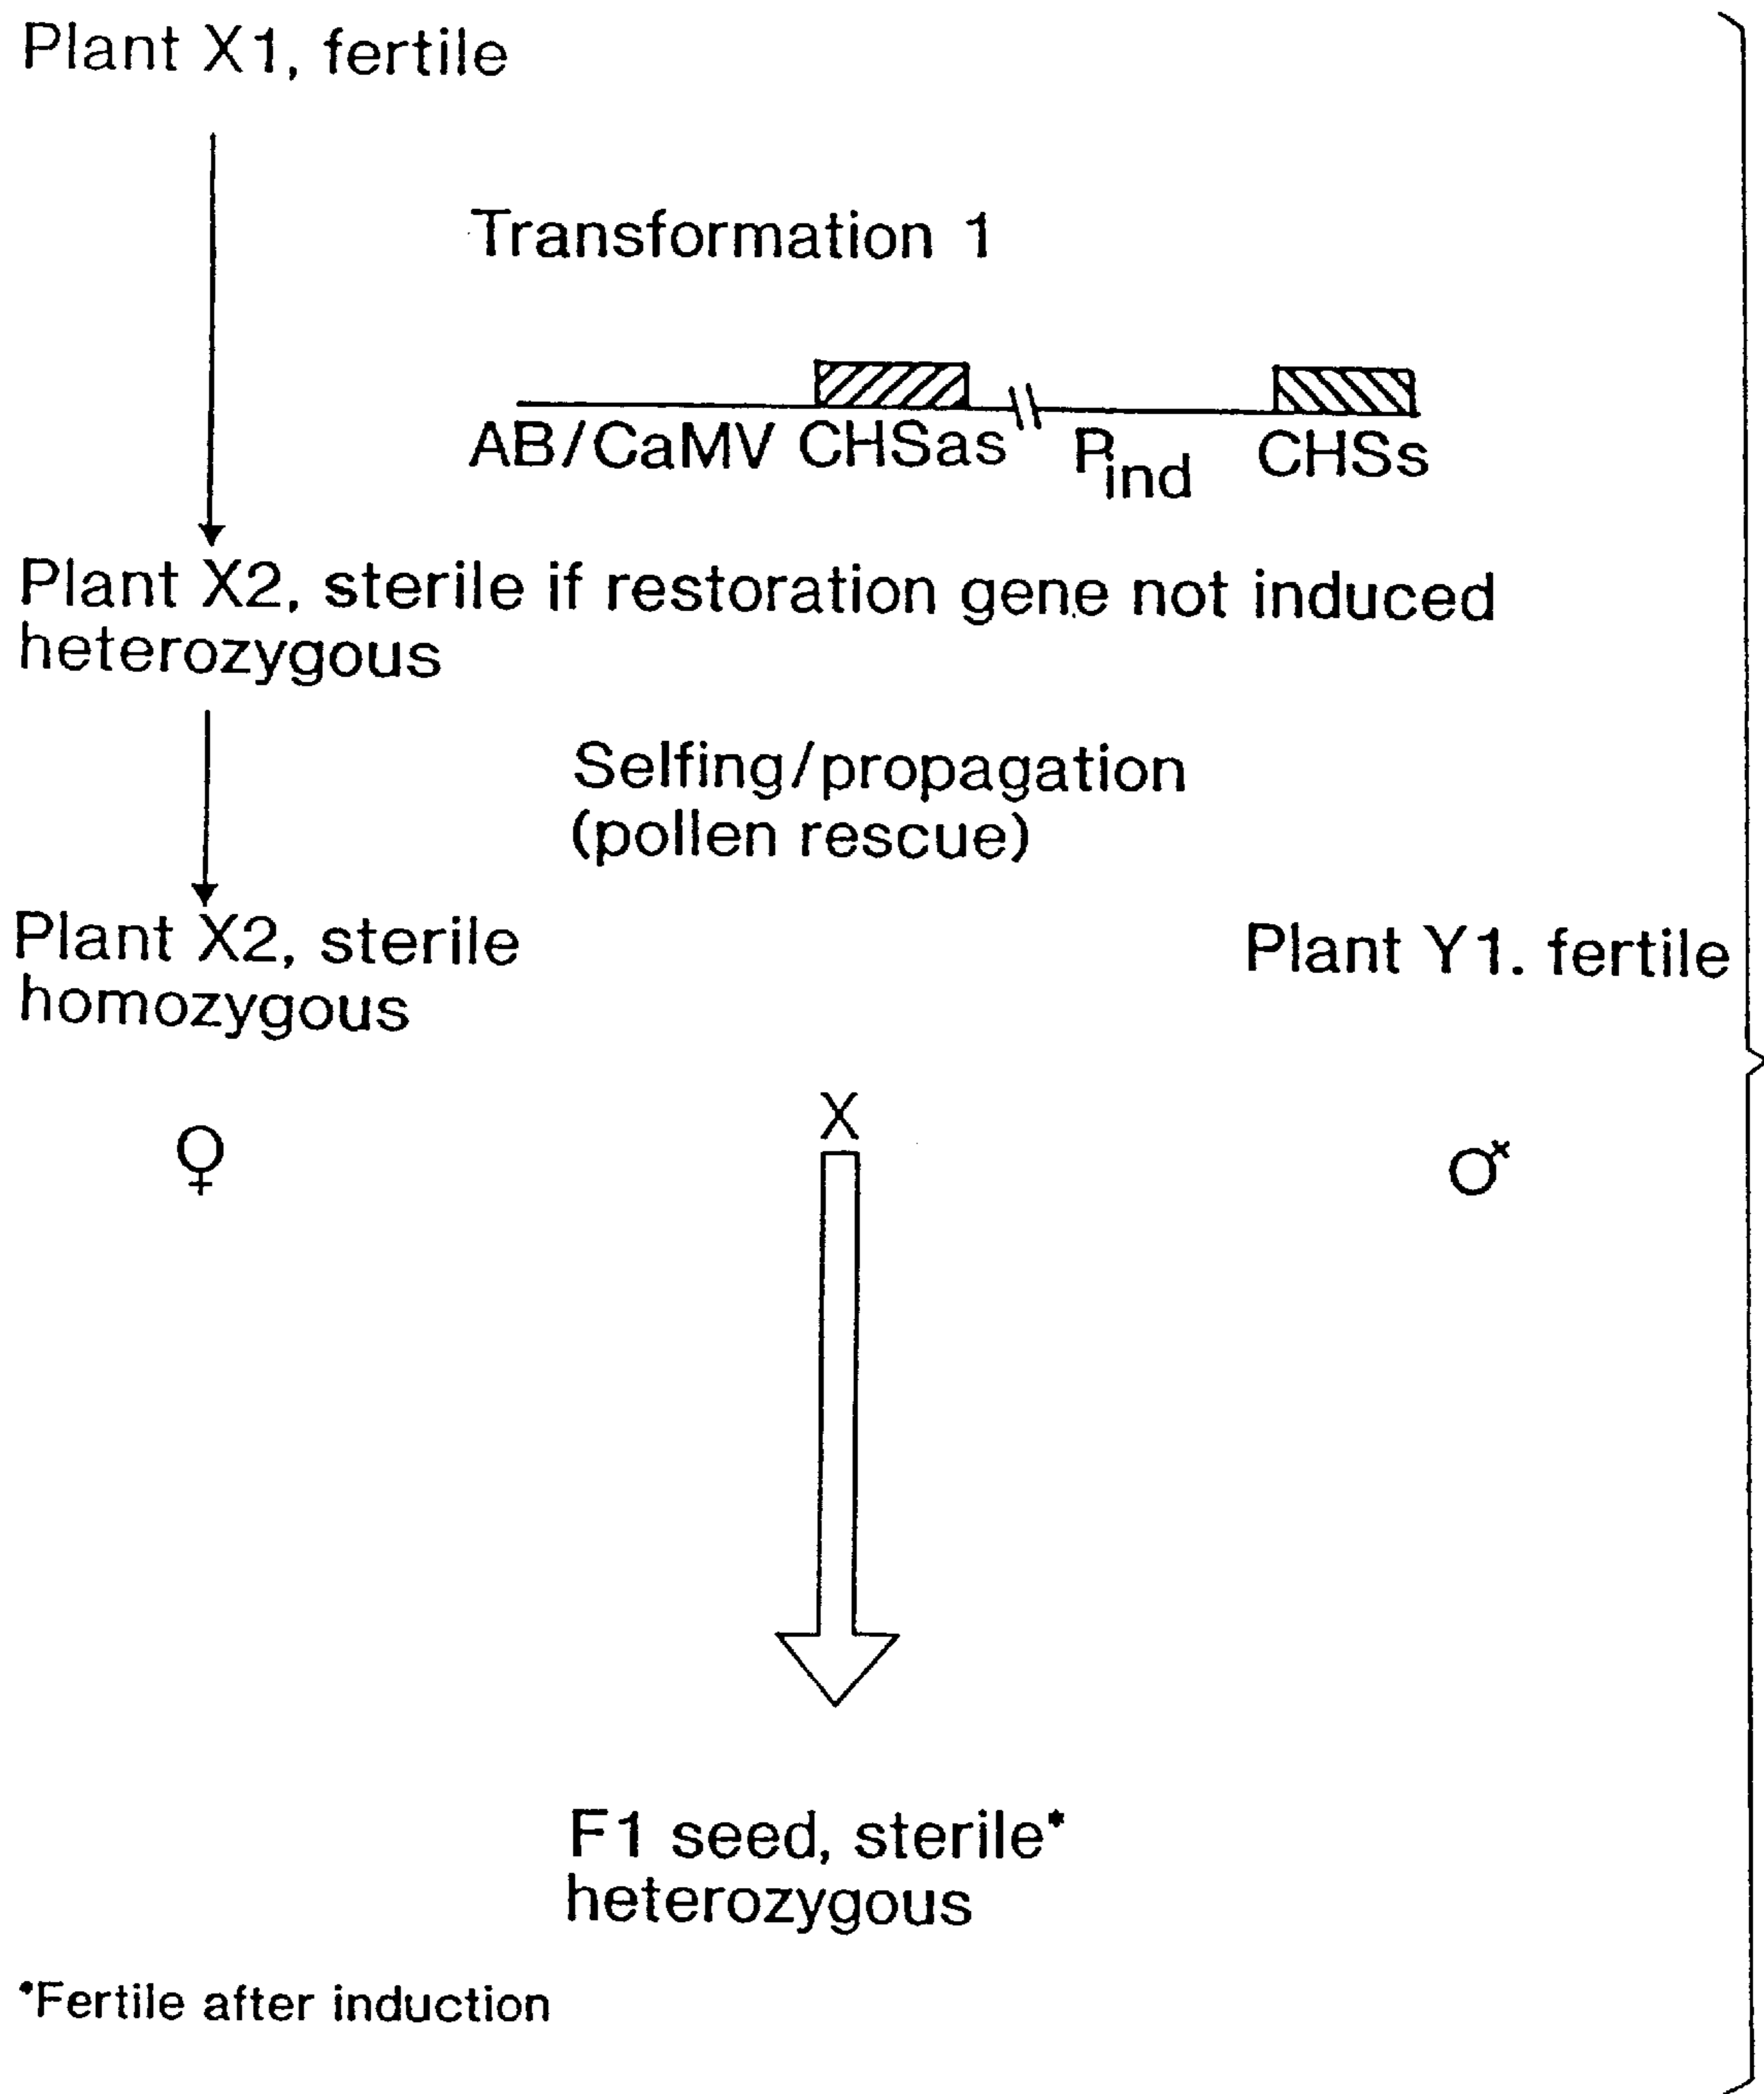 Plant X1, fertile
Transformation 1
AB/CaMV CHSas Pind CHSs
Plant X2, sterile if restoration gene not induced
heterozygous
Selfing/propagation
(pollen rescue)
Plant X2, sterile
homozygous
Plant Y1. fertile
♀ X ♂
F1 seed, sterile*
heterozygous
*Fertile after induction